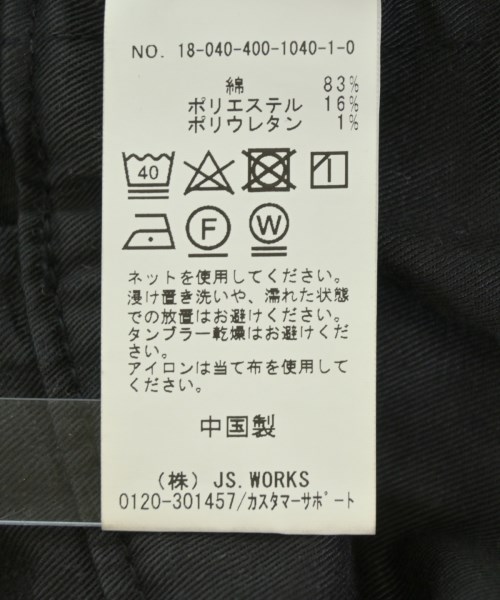 NO. 18-040-400-1040-1-0
綿 83%
ポリエステル 16%
ポリウレタン 1%
40
F
W
ネットを使用してください。
浸け置き洗いや、濡れた状態
での放置はお避けください。
タンブラー乾燥はお避けくだ
さい。
アイロンは当て布を使用して
ください。
中国製
(株) JS.WORKS
0120-301457/カスタマーサポート